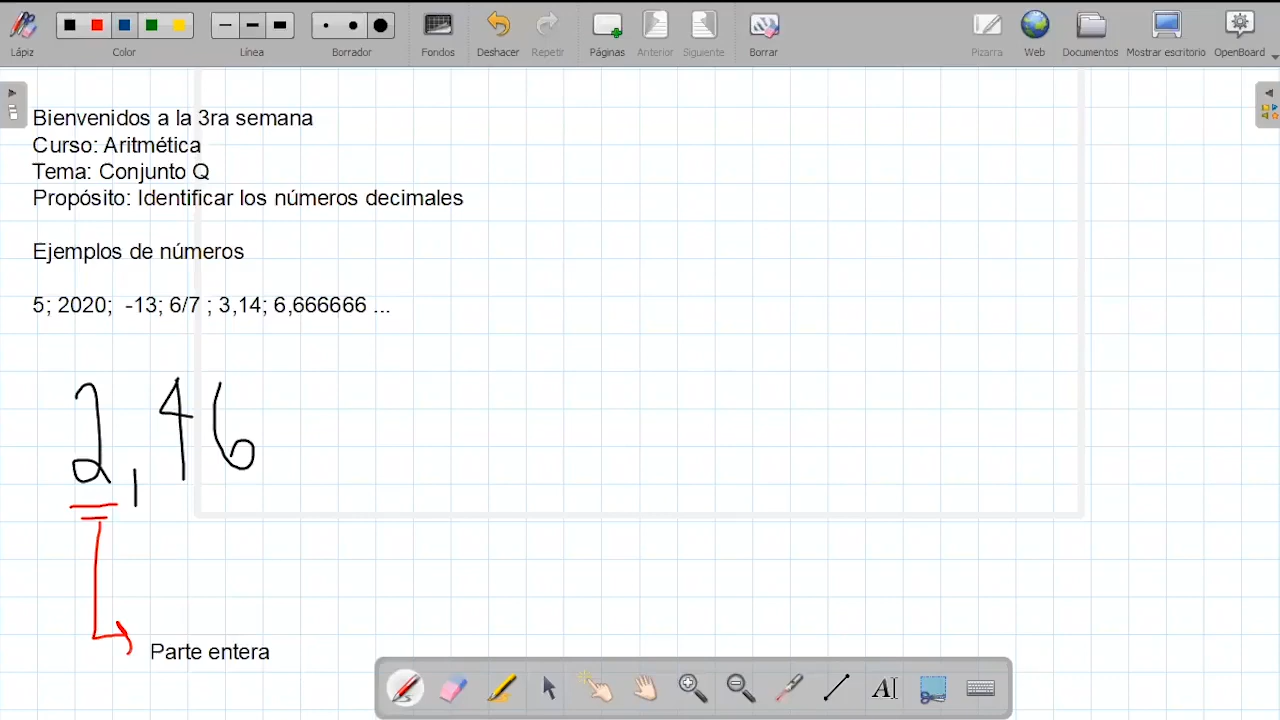 Lápiz Color Línea Borrador Fondos Deshacer Repetir Páginas Anterior Siguiente Borrar Pizarra Web Documentos Mostrar escritorio OpenBoard
Bienvenidos a la 3ra semana
Curso: Aritmética
Tema: Conjunto Q
Propósito: Identificar los números decimales
Ejemplos de números
5; 2020; -13; 6/7 ; 3,14; 6,666666 ...
2,46
Parte entera
AI